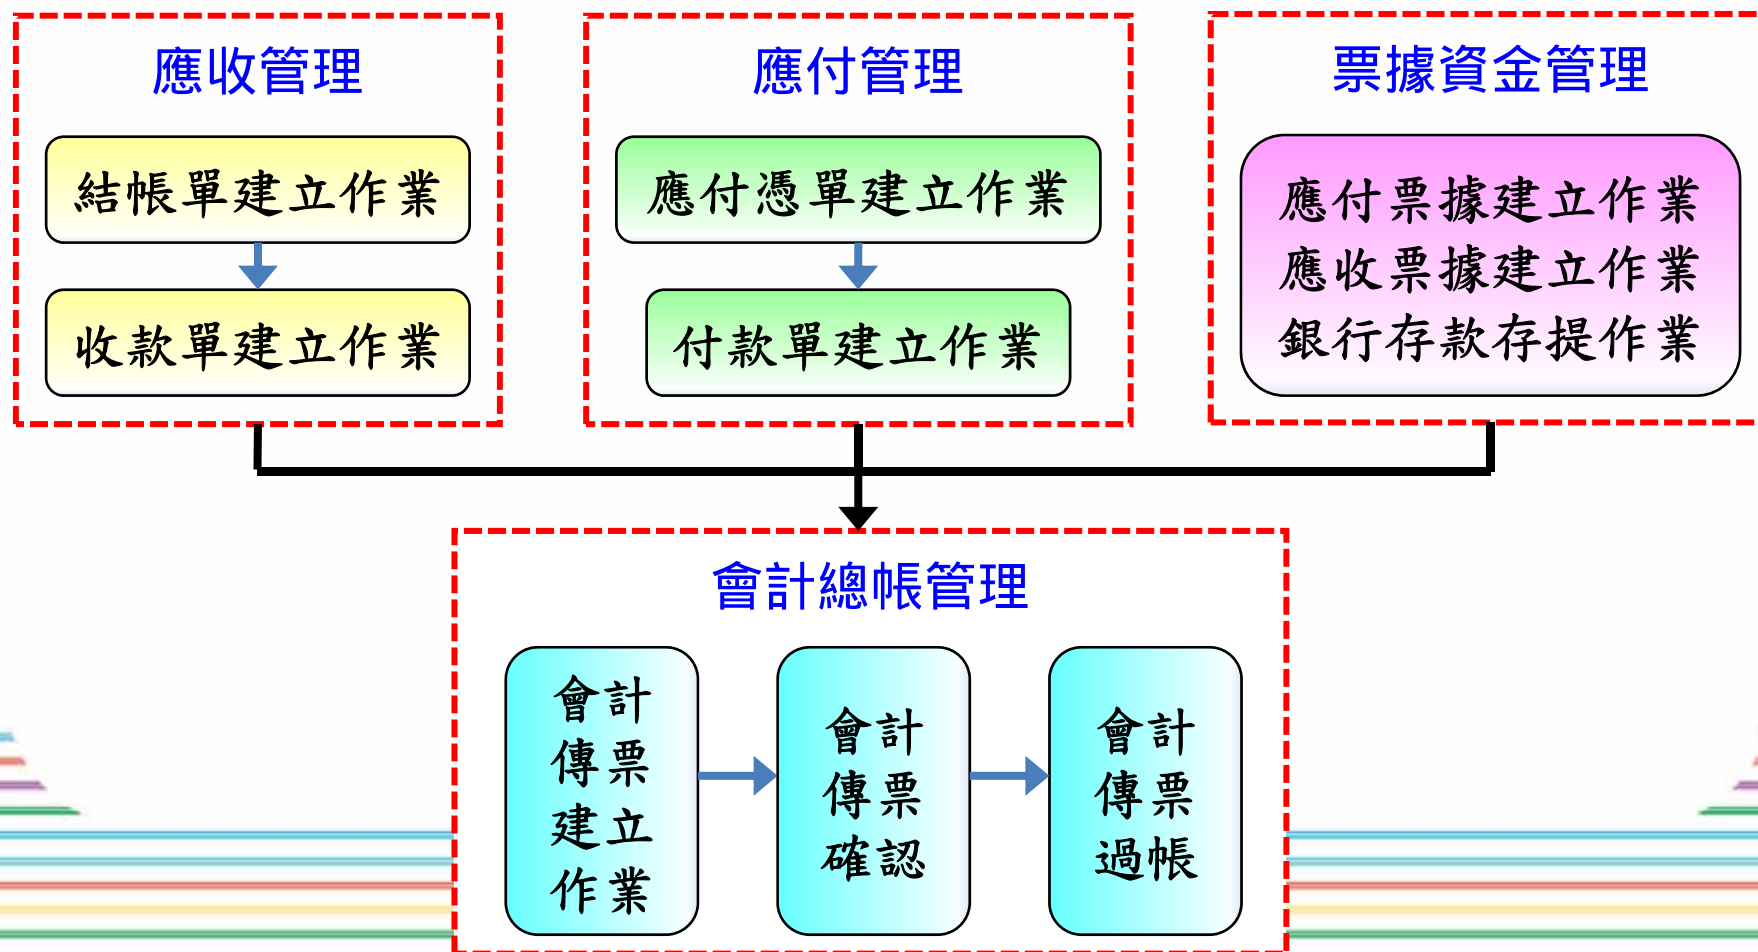 應收管理
結帳單建立作業
收款單建立作業
應付管理
應付憑單建立作業
付款單建立作業
票據資金管理
應付票據建立作業
應收票據建立作業
銀行存款存提作業
會計總帳管理
會計
傳票
建立
作業
會計
傳票
確認
會計
傳票
過帳